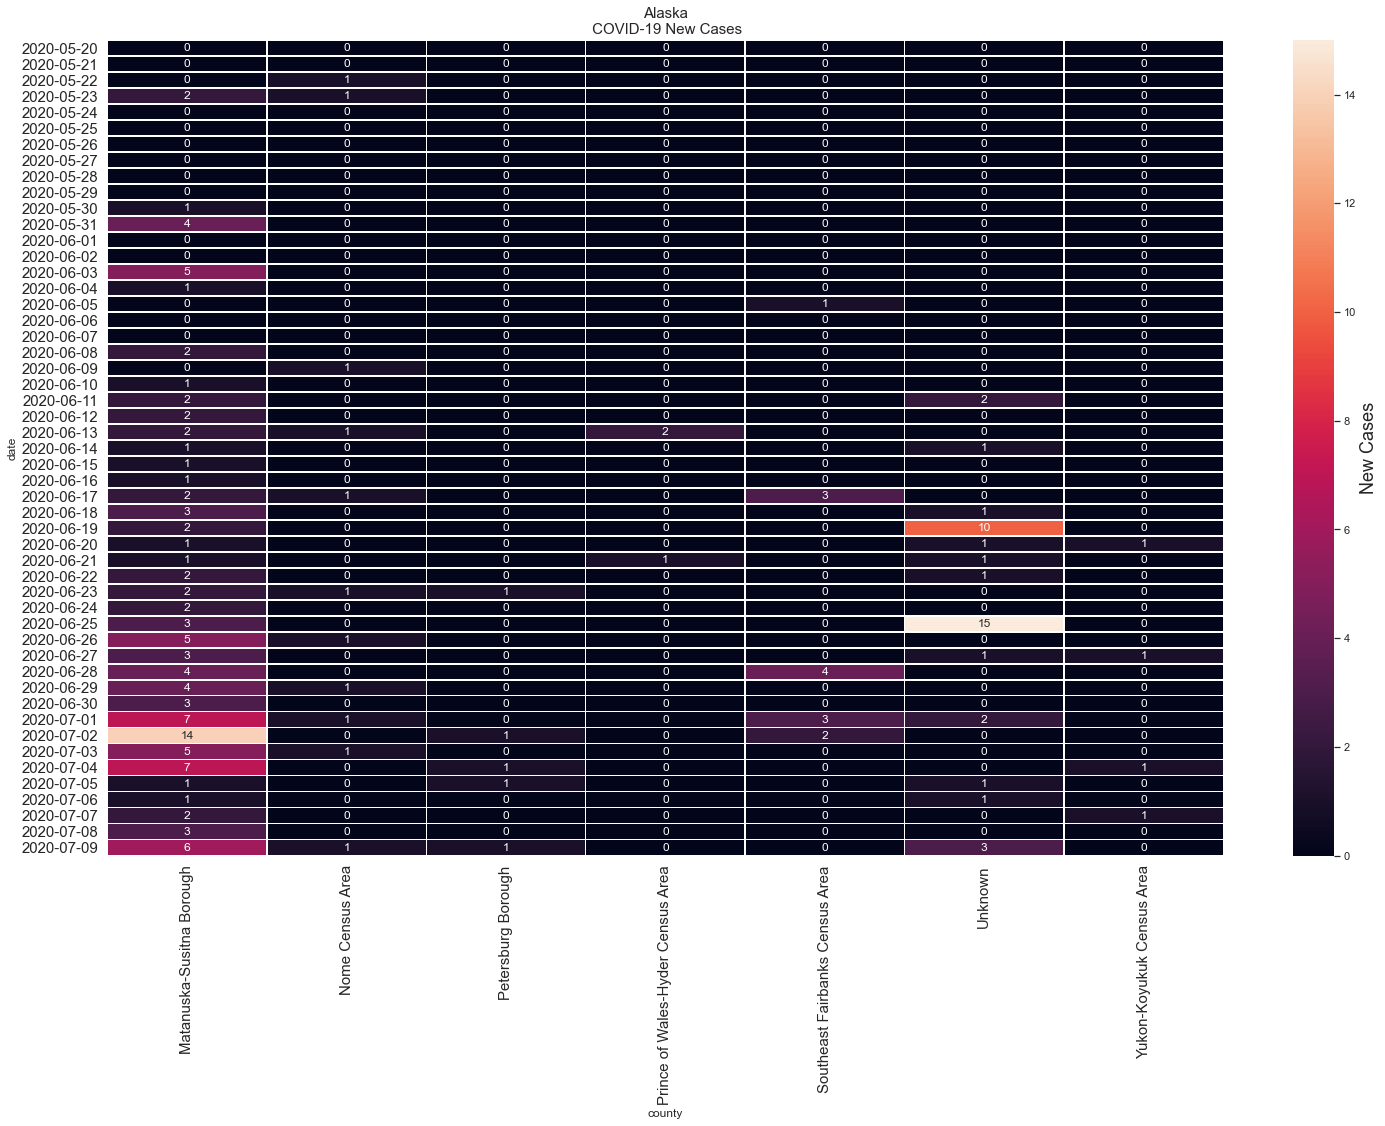 Alaska
COVID-19 New Cases
2020-05-20 0 0 0 0 0 0 0
2020-05-21 0 0 0 0 0 0 0
2020-05-22 0 1 0 0 0 0 0
2020-05-23 2 1 0 0 0 0 0
2020-05-24 0 0 0 0 0 0 0
2020-05-25 0 0 0 0 0 0 0
2020-05-26 0 0 0 0 0 0 0
2020-05-27 0 0 0 0 0 0 0
2020-05-28 0 0 0 0 0 0 0
2020-05-29 0 0 0 0 0 0 0
2020-05-30 1 0 0 0 0 0 0
2020-05-31 4 0 0 0 0 0 0
2020-06-01 0 0 0 0 0 0 0
2020-06-02 0 0 0 0 0 0 0
2020-06-03 5 0 0 0 0 0 0
2020-06-04 1 0 0 0 0 0 0
2020-06-05 0 0 0 0 1 0 0
2020-06-06 0 0 0 0 0 0 0
2020-06-07 0 0 0 0 0 0 0
2020-06-08 2 0 0 0 0 0 0
2020-06-09 0 1 0 0 0 0 0
2020-06-10 1 0 0 0 0 0 0
2020-06-11 2 0 0 0 0 2 0
2020-06-12 2 0 0 0 0 0 0
2020-06-13 2 1 0 2 0 0 0
2020-06-14 1 0 0 0 0 1 0
2020-06-15 1 0 0 0 0 0 0
2020-06-16 1 0 0 0 0 0 0
2020-06-17 2 1 0 0 3 0 0
2020-06-18 3 0 0 0 0 1 0
2020-06-19 2 0 0 0 0 10 0
2020-06-20 1 0 0 0 0 1 1
2020-06-21 1 0 0 1 0 1 0
2020-06-22 2 0 0 0 0 1 0
2020-06-23 2 1 1 0 0 0 0
2020-06-24 2 0 0 0 0 0 0
2020-06-25 3 0 0 0 0 15 0
2020-06-26 5 1 0 0 0 0 0
2020-06-27 3 0 0 0 0 1 1
2020-06-28 4 0 0 0 4 0 0
2020-06-29 4 1 0 0 0 0 0
2020-06-30 3 0 0 0 0 0 0
2020-07-01 7 1 0 0 3 2 0
2020-07-02 14 0 1 0 2 0 0
2020-07-03 5 1 0 0 0 0 0
2020-07-04 7 0 1 0 0 0 1
2020-07-05 1 0 1 0 0 1 0
2020-07-06 1 0 0 0 0 1 0
2020-07-07 2 0 0 0 0 0 1
2020-07-08 3 0 0 0 0 0 0
2020-07-09 6 1 1 0 0 3 0
date
Matanuska-Susitna Borough
Nome Census Area
Petersburg Borough
Prince of Wales-Hyder Census Area
Southeast Fairbanks Census Area
Unknown
Yukon-Koyukuk Census Area
county
14
12
10
8
6
4
2
0
New Cases